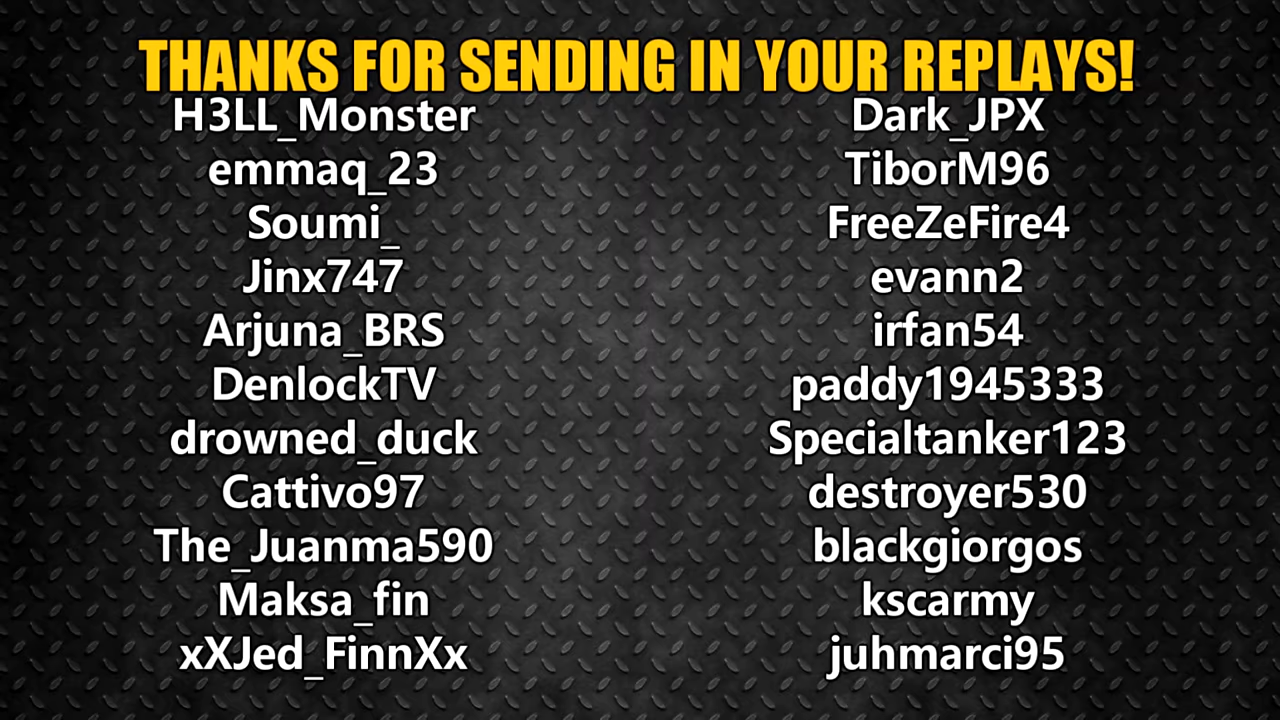 THANKS FOR SENDING IN YOUR REPLAYS!
H3LL_Monster
emmaq_23
Soumi_
Jinx747
Arjuna_BRS
DenlockTV
drowned_duck
Cattivo97
The_Juanma590
Maksa_fin
xXJed_FinnXx
Dark_JPX
TiborM96
FreeZeFire4
evann2
irfan54
paddy1945333
Specialtanker123
destroyer530
blackgiorgos
kscarmy
juhmarci95